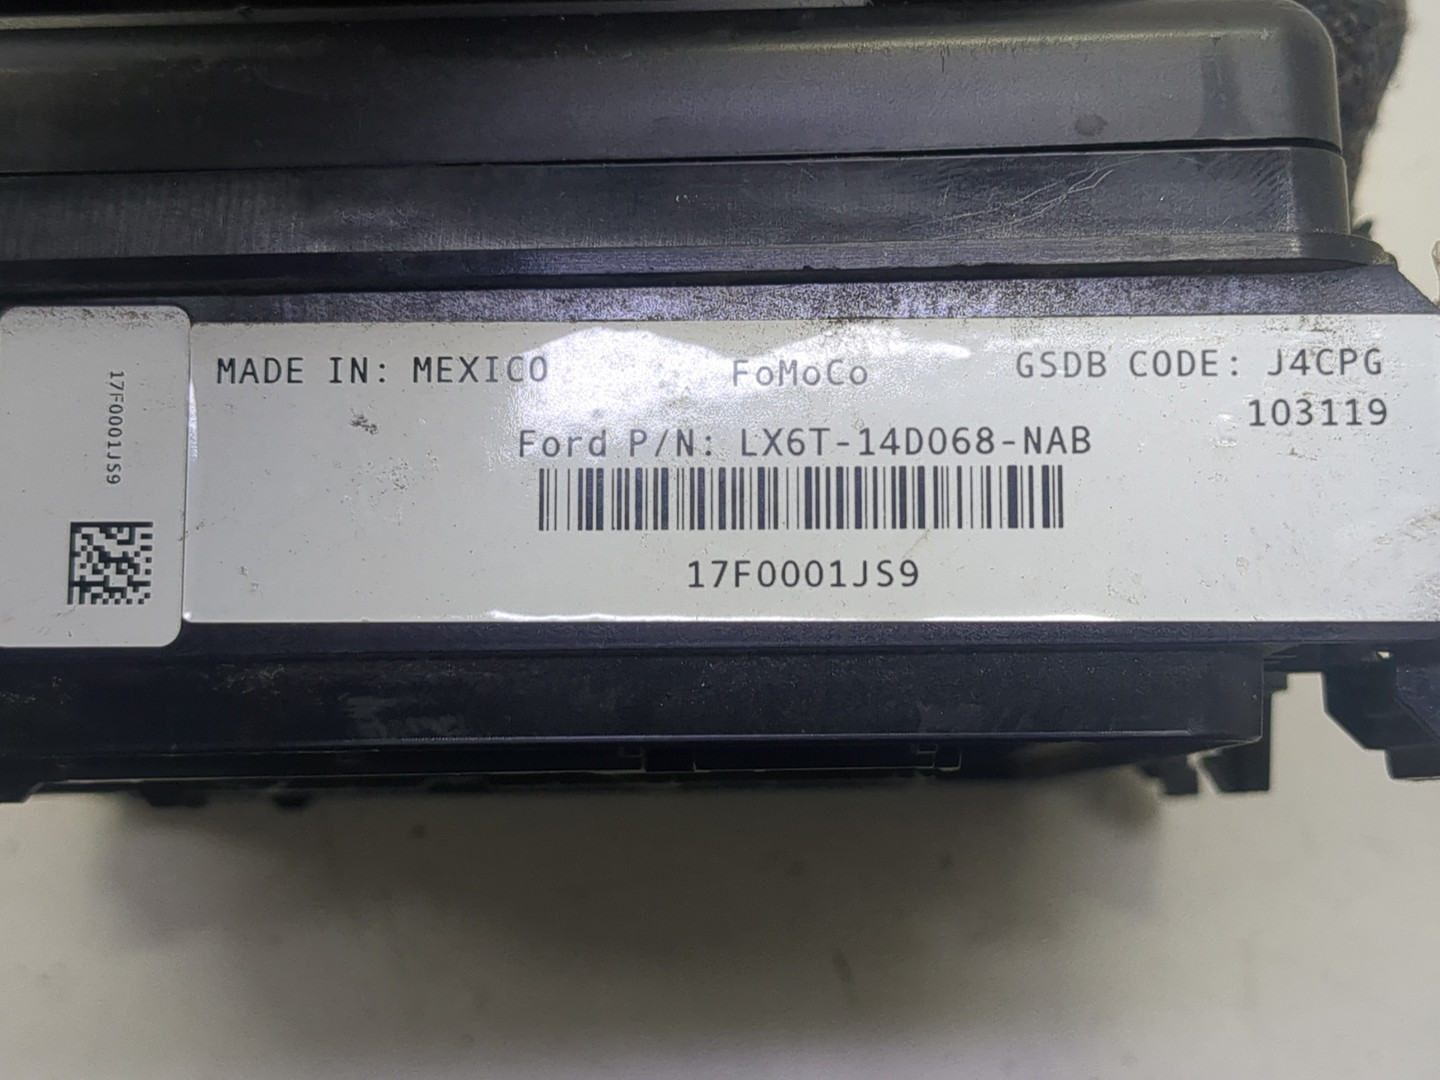 MADE IN: MEXICO FoMoCo GSDB CODE: J4CPG
103119
Ford P/N: LX6T-14D068-NAB
17F0001JS9
17F0001JS9